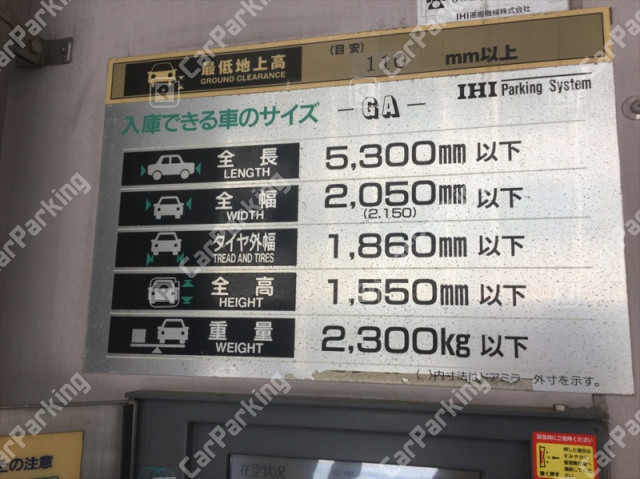 IHI運搬機械株式会社
最低地上高
GROUND CLEARANCE
(目安)
mm以上
入庫できる車のサイズ
-GA-
IHI Parking System
全長
LENGTH
5,300mm 以下
全幅
WIDTH
2,050mm 以下
(2,150)
タイヤ外幅
TREAD AND TIRES
1,860mm 以下
全高
HEIGHT
1,550mm 以下
重量
WEIGHT
2,300kg 以下
( )内寸法はドアミラー外寸を示す。
の注意
在空状況
CarParking